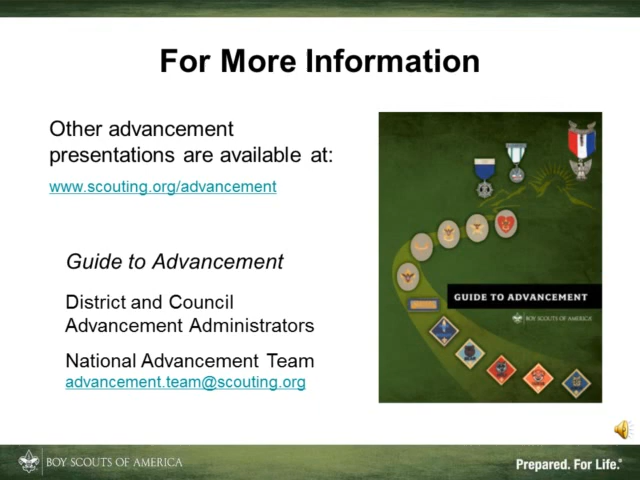 For More Information
Other advancement
presentations are available at:
www.scouting.org/advancement
Guide to Advancement
District and Council
Advancement Administrators
National Advancement Team
advancement.team@scouting.org
GUIDE TO ADVANCEMENT
BOY SCOUTS OF AMERICA
BOY SCOUTS OF AMERICA
Prepared. For Life.®